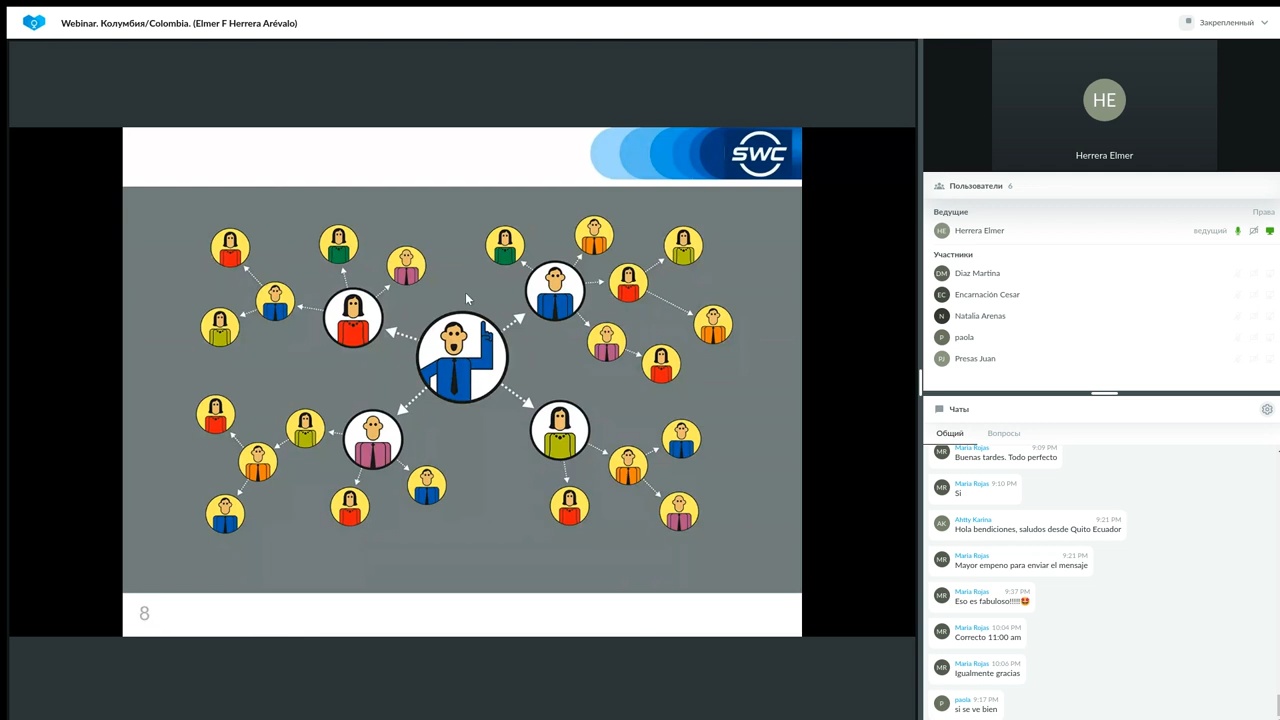 Webinar. Колумбия/Colombia. (Elmer F Herrera Arévalo)
Закрепленный
SWC
8
HE
Herrera Elmer
Пользователи 6
Ведущие Права
HE Herrera Elmer ведущий
Участники
DM Diaz Martina
EC Encarnación Cesar
N Natalia Arenas
P paola
PJ Presas Juan
Чаты
Общий Вопросы
MR Maria Rojas 9:09 PM
Buenas tardes. Todo perfecto
MR Maria Rojas 9:10 PM
Si
AK Ahtty Karina 9:21 PM
Hola bendiciones, saludos desde Quito Ecuador
MR Maria Rojas 9:21 PM
Mayor empeno para enviar el mensaje
MR Maria Rojas 9:37 PM
Eso es fabuloso!!!!!🤩
MR Maria Rojas 10:04 PM
Correcto 11:00 am
MR Maria Rojas 10:06 PM
Igualmente gracias
P paola 9:17 PM
si se ve bien